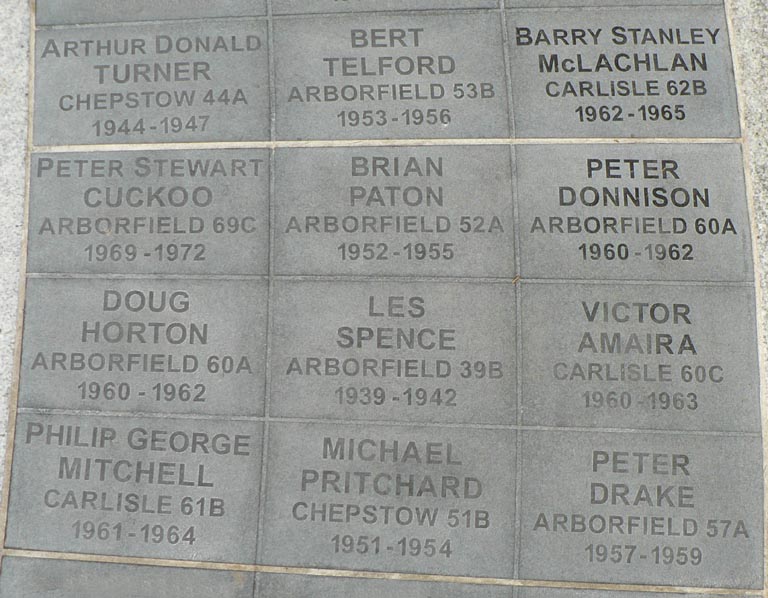 ARTHUR DONALD
TURNER
CHEPSTOW 44A
1944-1947
BERT
TELFORD
ARBORFIELD 53B
1953-1956
BARRY STANLEY
McLACHLAN
CARLISLE 62B
1962-1965
PETER STEWART
CUCKOO
ARBORFIELD 69C
1969-1972
BRIAN
PATON
ARBORFIELD 52A
1952-1955
PETER
DONNISON
ARBORFIELD 60A
1960-1962
DOUG
HORTON
ARBORFIELD 60A
1960-1962
LES
SPENCE
ARBORFIELD 39B
1939-1942
VICTOR
AMAIRA
CARLISLE 60C
1960-1963
PHILIP GEORGE
MITCHELL
CARLISLE 61B
1961-1964
MICHAEL
PRITCHARD
CHEPSTOW 51B
1951-1954
PETER
DRAKE
ARBORFIELD 57A
1957-1959